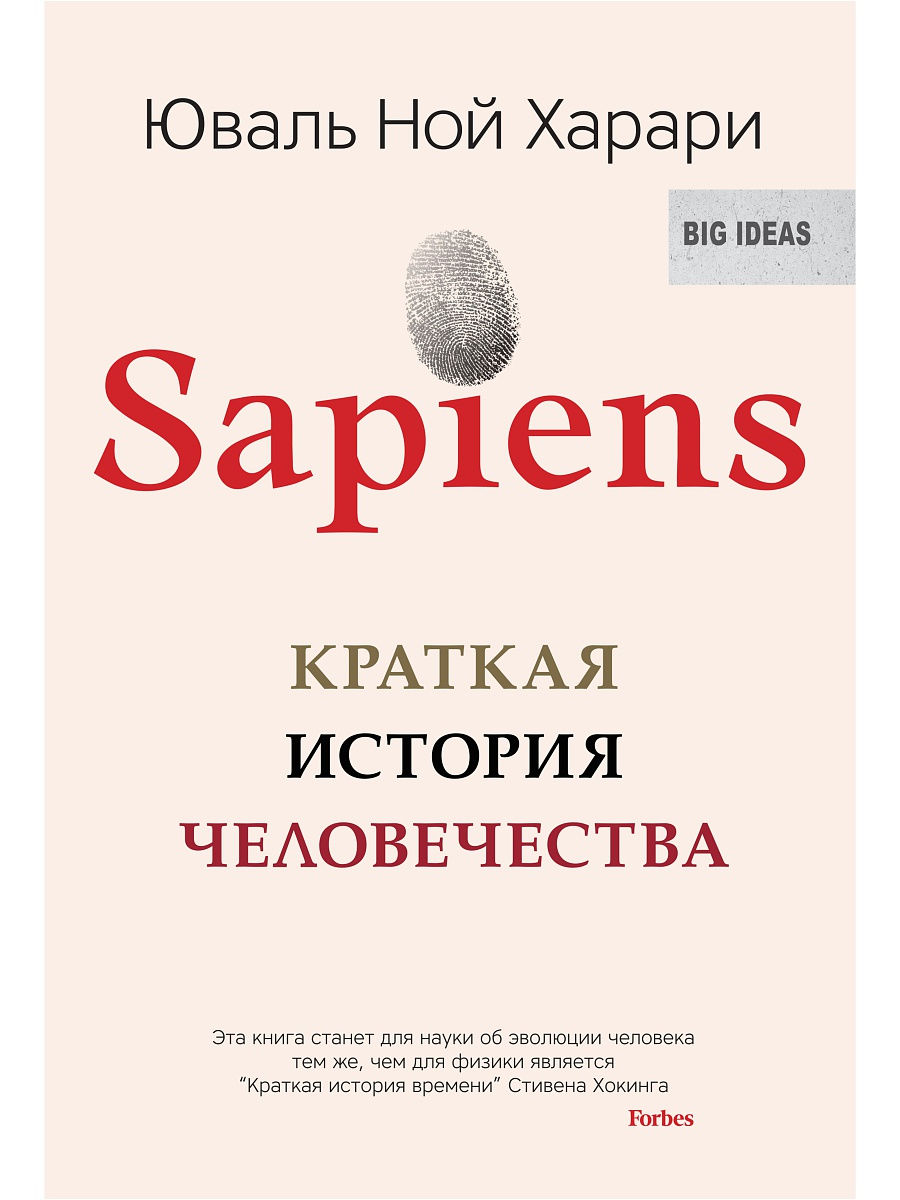 Юваль Ной Харари
BIG IDEAS
Sapiens
КРАТКАЯ
ИСТОРИЯ
ЧЕЛОВЕЧЕСТВА
Эта книга станет для науки об эволюции человека
тем же, чем для физики является
“Краткая история времени” Стивена Хокинга
Forbes